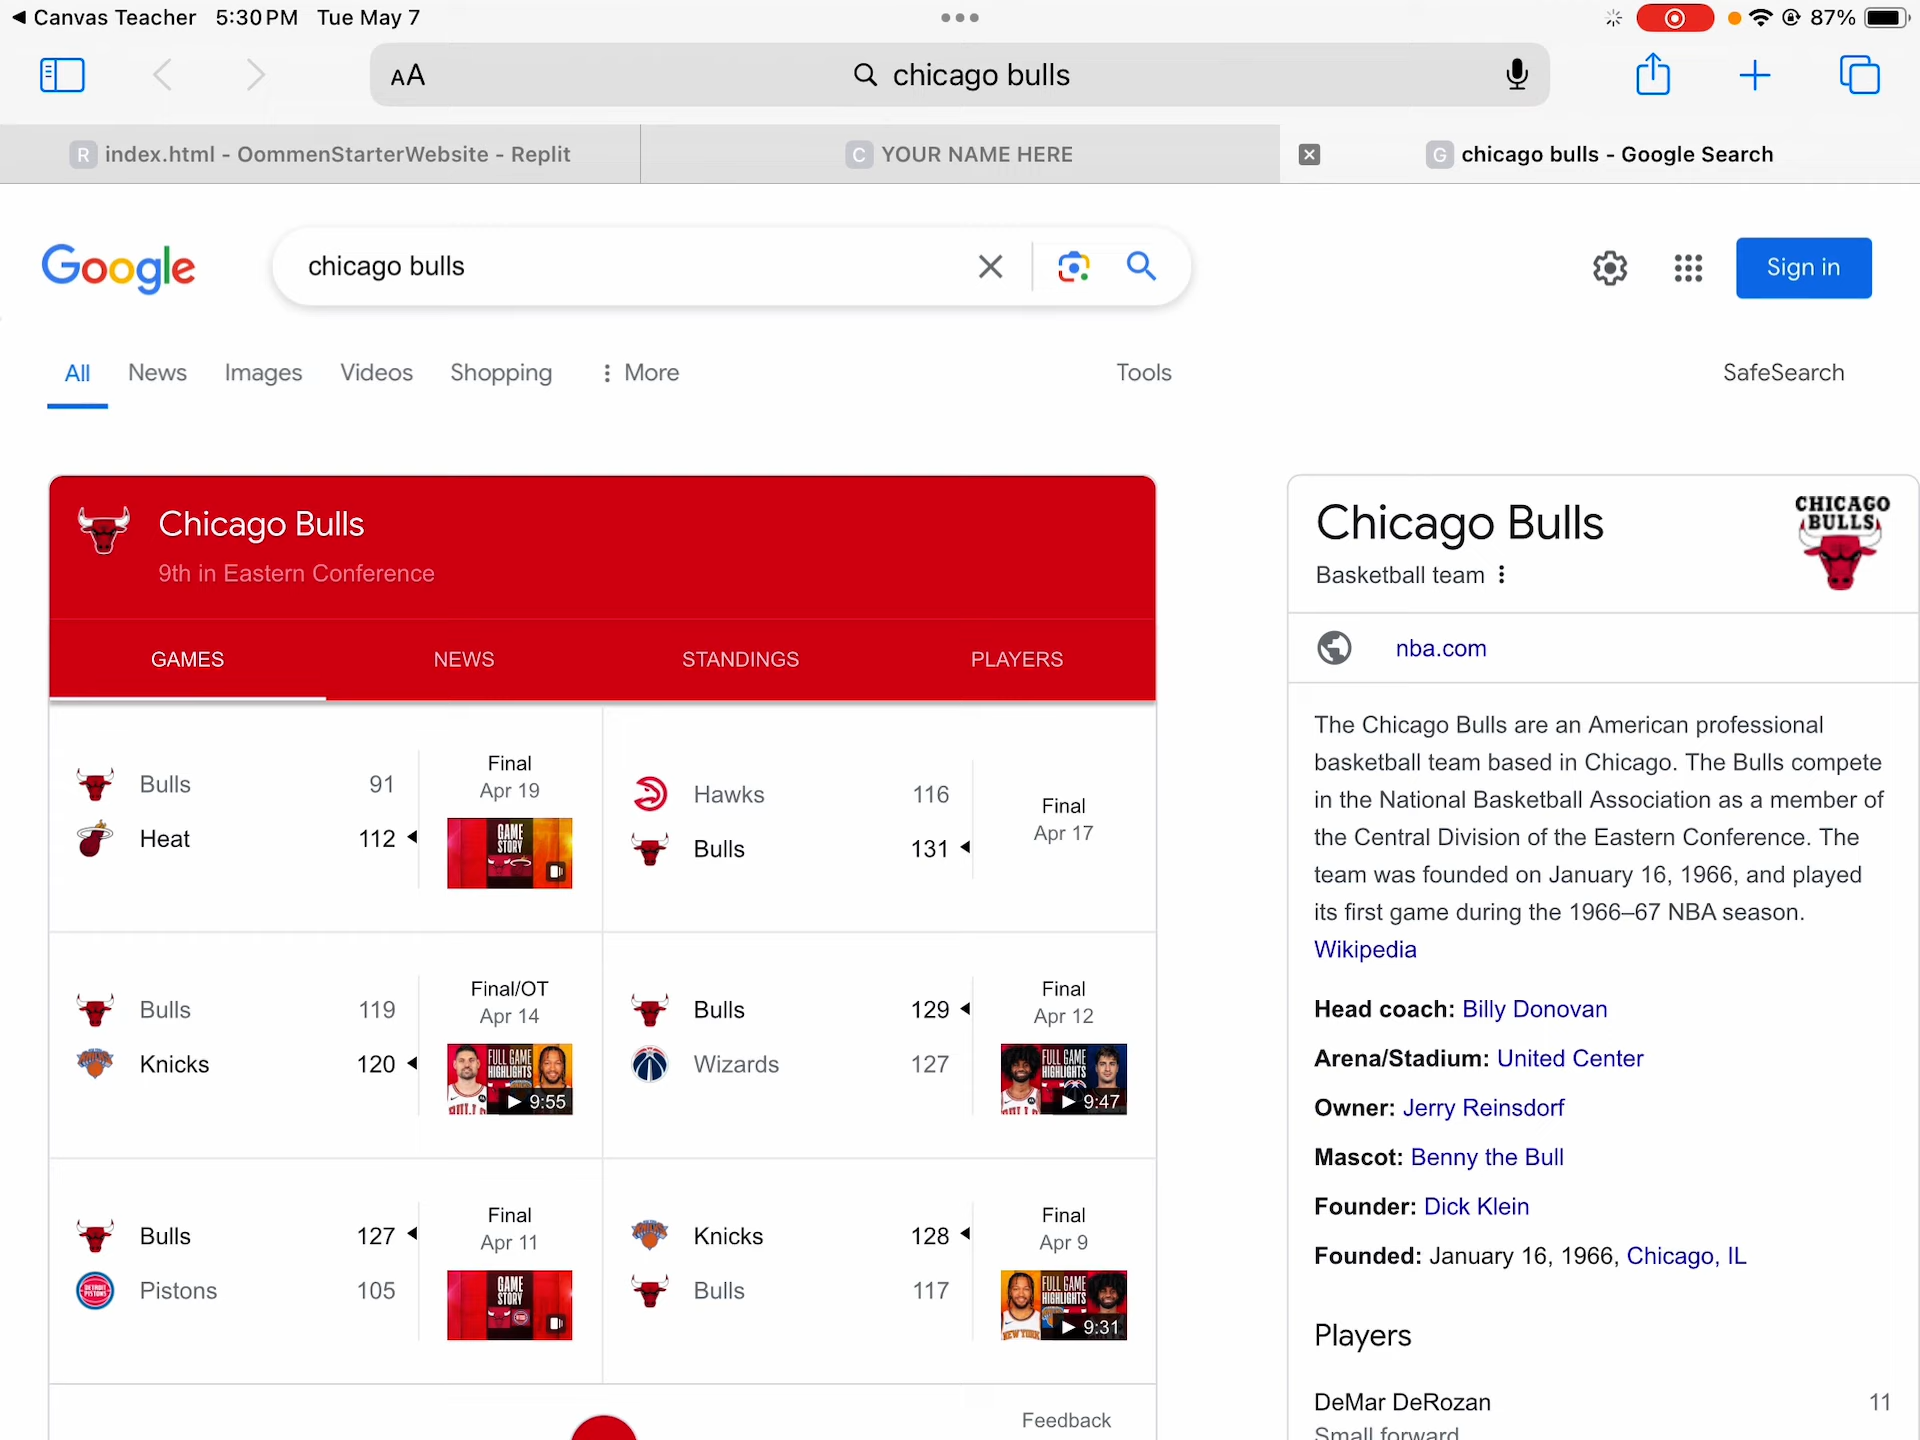 Canvas Teacher 5:30 PM Tue May 7
87%
AA
chicago bulls
R index.html - OommenStarterWebsite - Replit
C YOUR NAME HERE
G chicago bulls - Google Search
Google
chicago bulls
Sign in
All News Images Videos Shopping More Tools SafeSearch
Chicago Bulls
9th in Eastern Conference
GAMES NEWS STANDINGS PLAYERS
Bulls 91
Heat 112
Final
Apr 19
GAME
STORY
Hawks 116
Bulls 131
Final
Apr 17
Bulls 119
Knicks 120
Final/OT
Apr 14
FULL GAME
HIGHLIGHTS
9:55
Bulls 129
Wizards 127
Final
Apr 12
FULL GAME
HIGHLIGHTS
9:47
Bulls 127
Pistons 105
Final
Apr 11
GAME
STORY
Knicks 128
Bulls 117
Final
Apr 9
FULL GAME
HIGHLIGHTS
NEW YORK
9:31
Feedback
Chicago Bulls
Basketball team
CHICAGO
BULLS
nba.com
The Chicago Bulls are an American professional
basketball team based in Chicago. The Bulls compete
in the National Basketball Association as a member of
the Central Division of the Eastern Conference. The
team was founded on January 16, 1966, and played
its first game during the 1966–67 NBA season.
Wikipedia
Head coach: Billy Donovan
Arena/Stadium: United Center
Owner: Jerry Reinsdorf
Mascot: Benny the Bull
Founder: Dick Klein
Founded: January 16, 1966, Chicago, IL
Players
DeMar DeRozan 11
Small forward